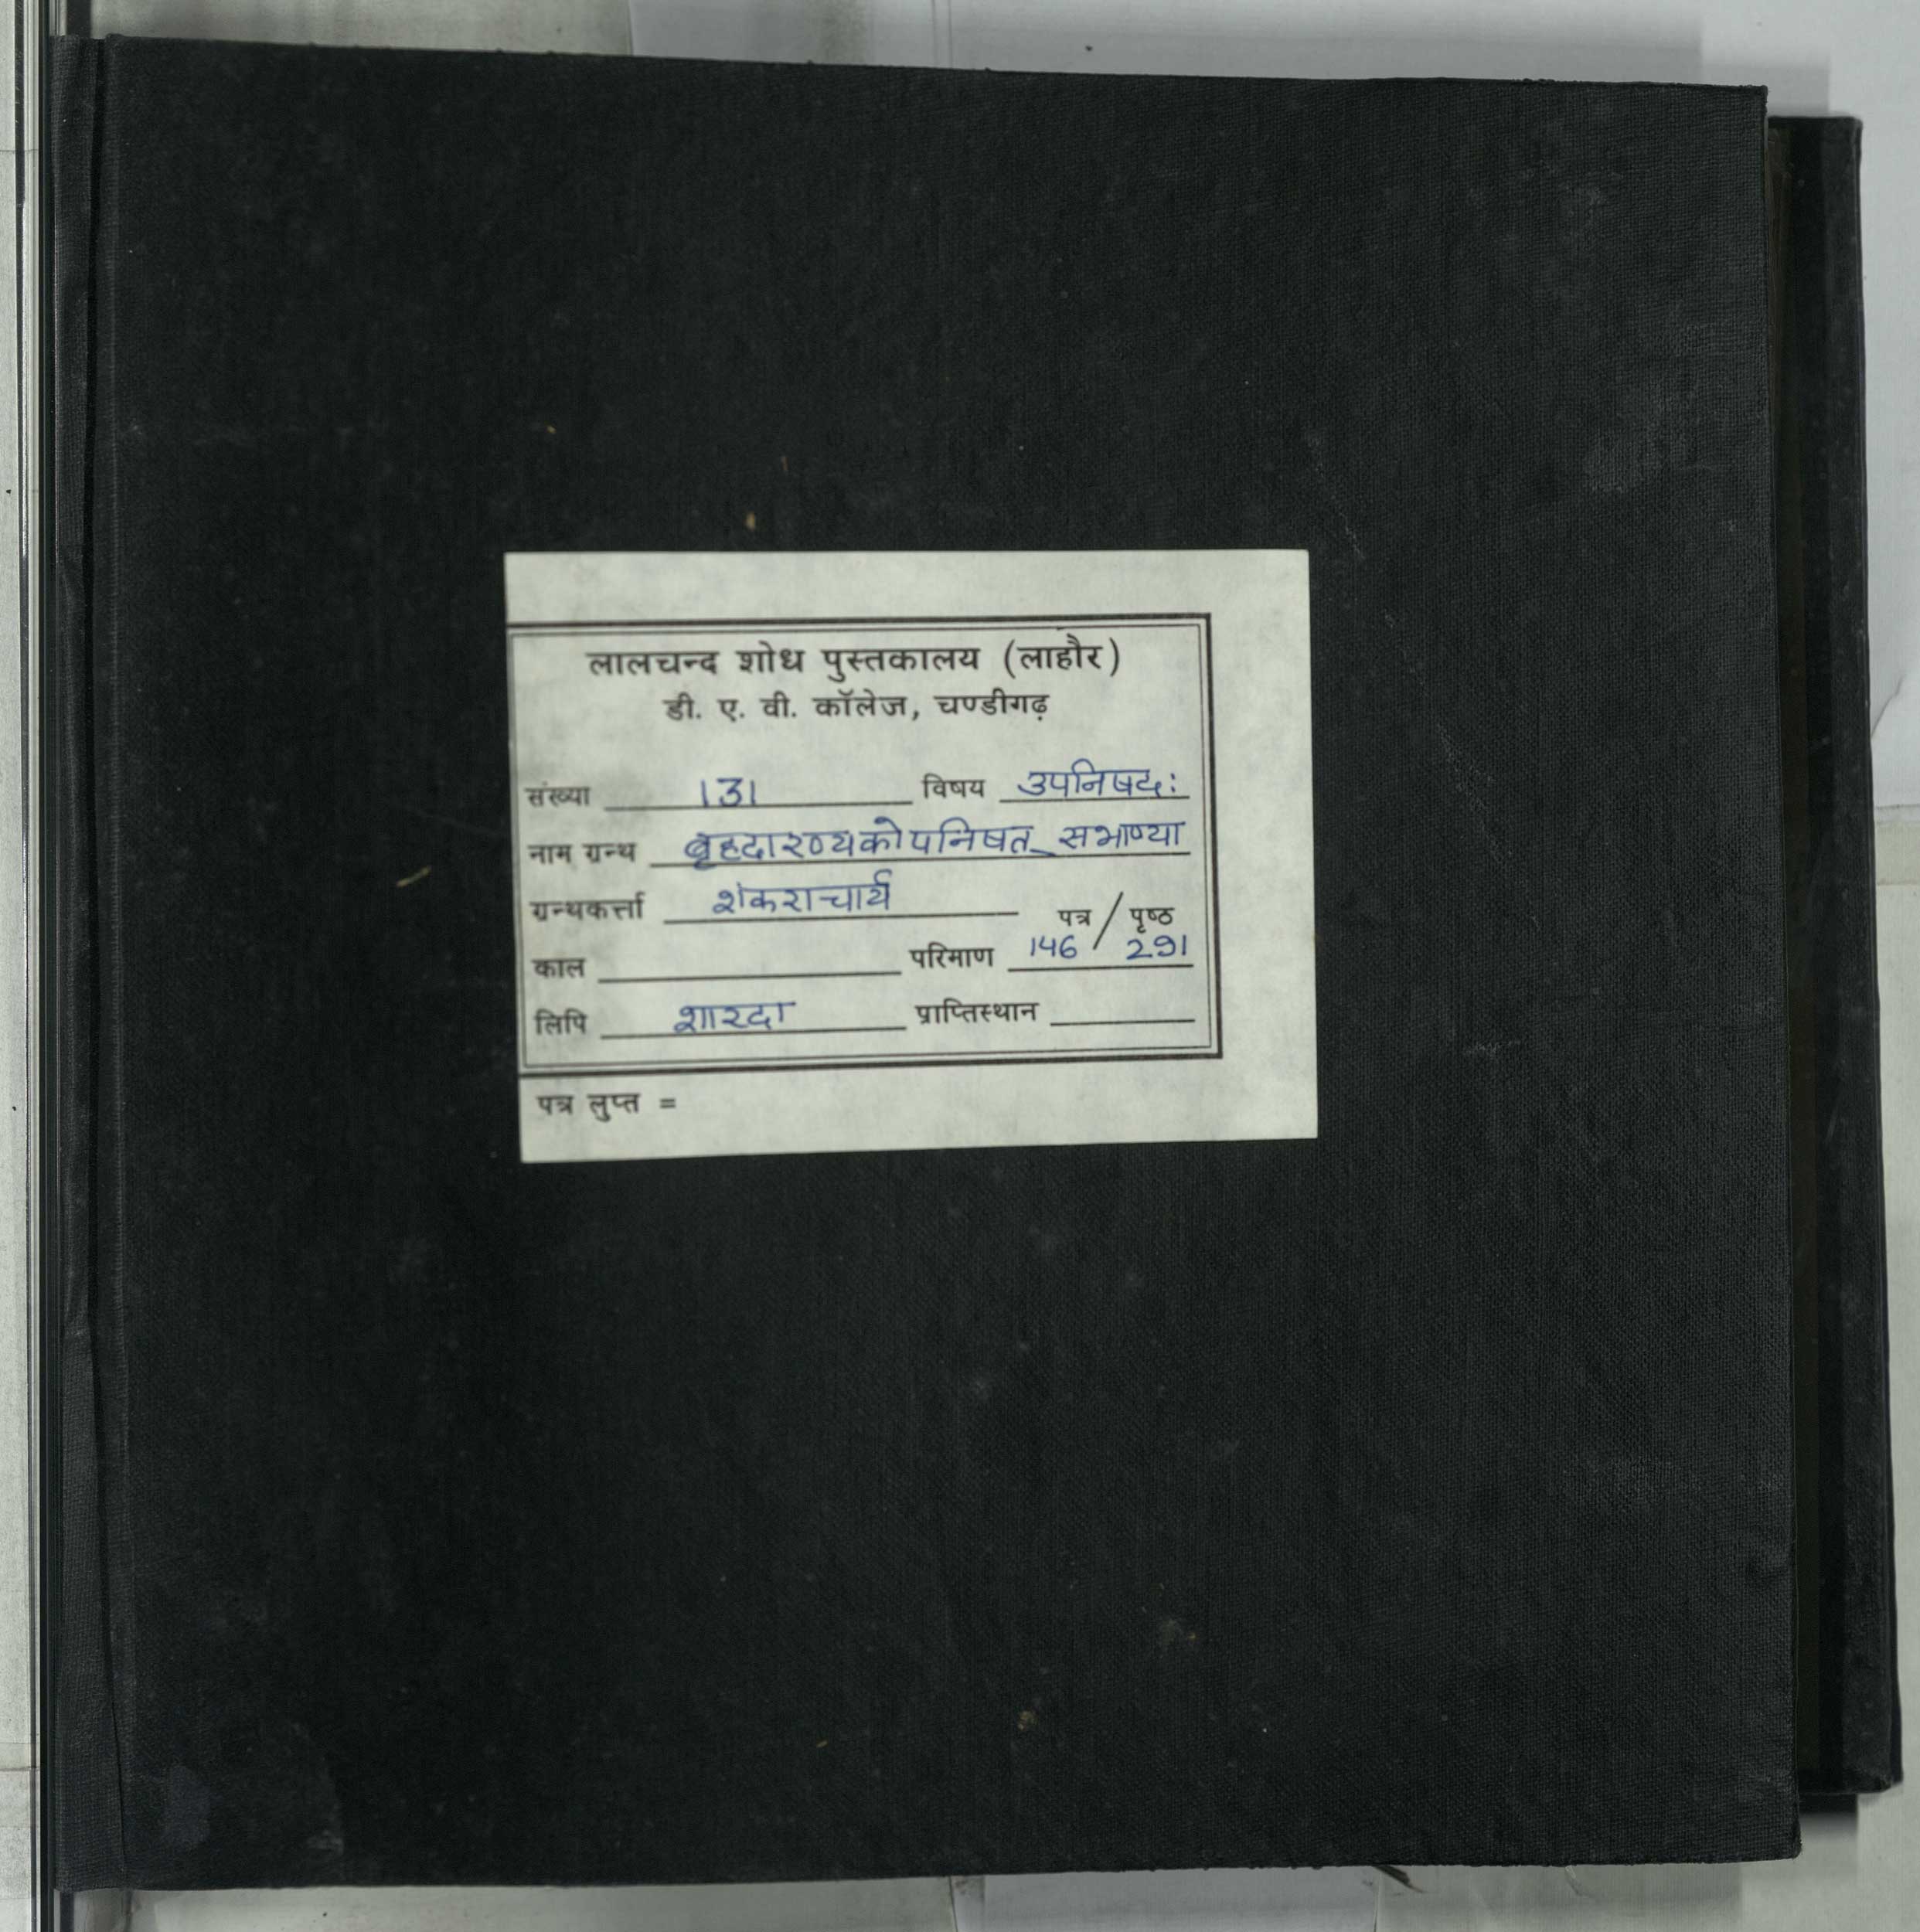 लालचन्द शोध पुस्तकालय (लाहौर)
डी. ए. वी. कॉलेज, चण्डीगढ़
संख्या 131 विषय उपनिषदः
नाम ग्रन्थ बृहदारण्यकोपनिषत् सभाष्या
ग्रन्थकर्त्ता शंकराचार्य
पत्र / पृष्ठ
काल परिमाण 146 / 291
लिपि शारदा प्राप्तिस्थान
पत्र लुप्त =